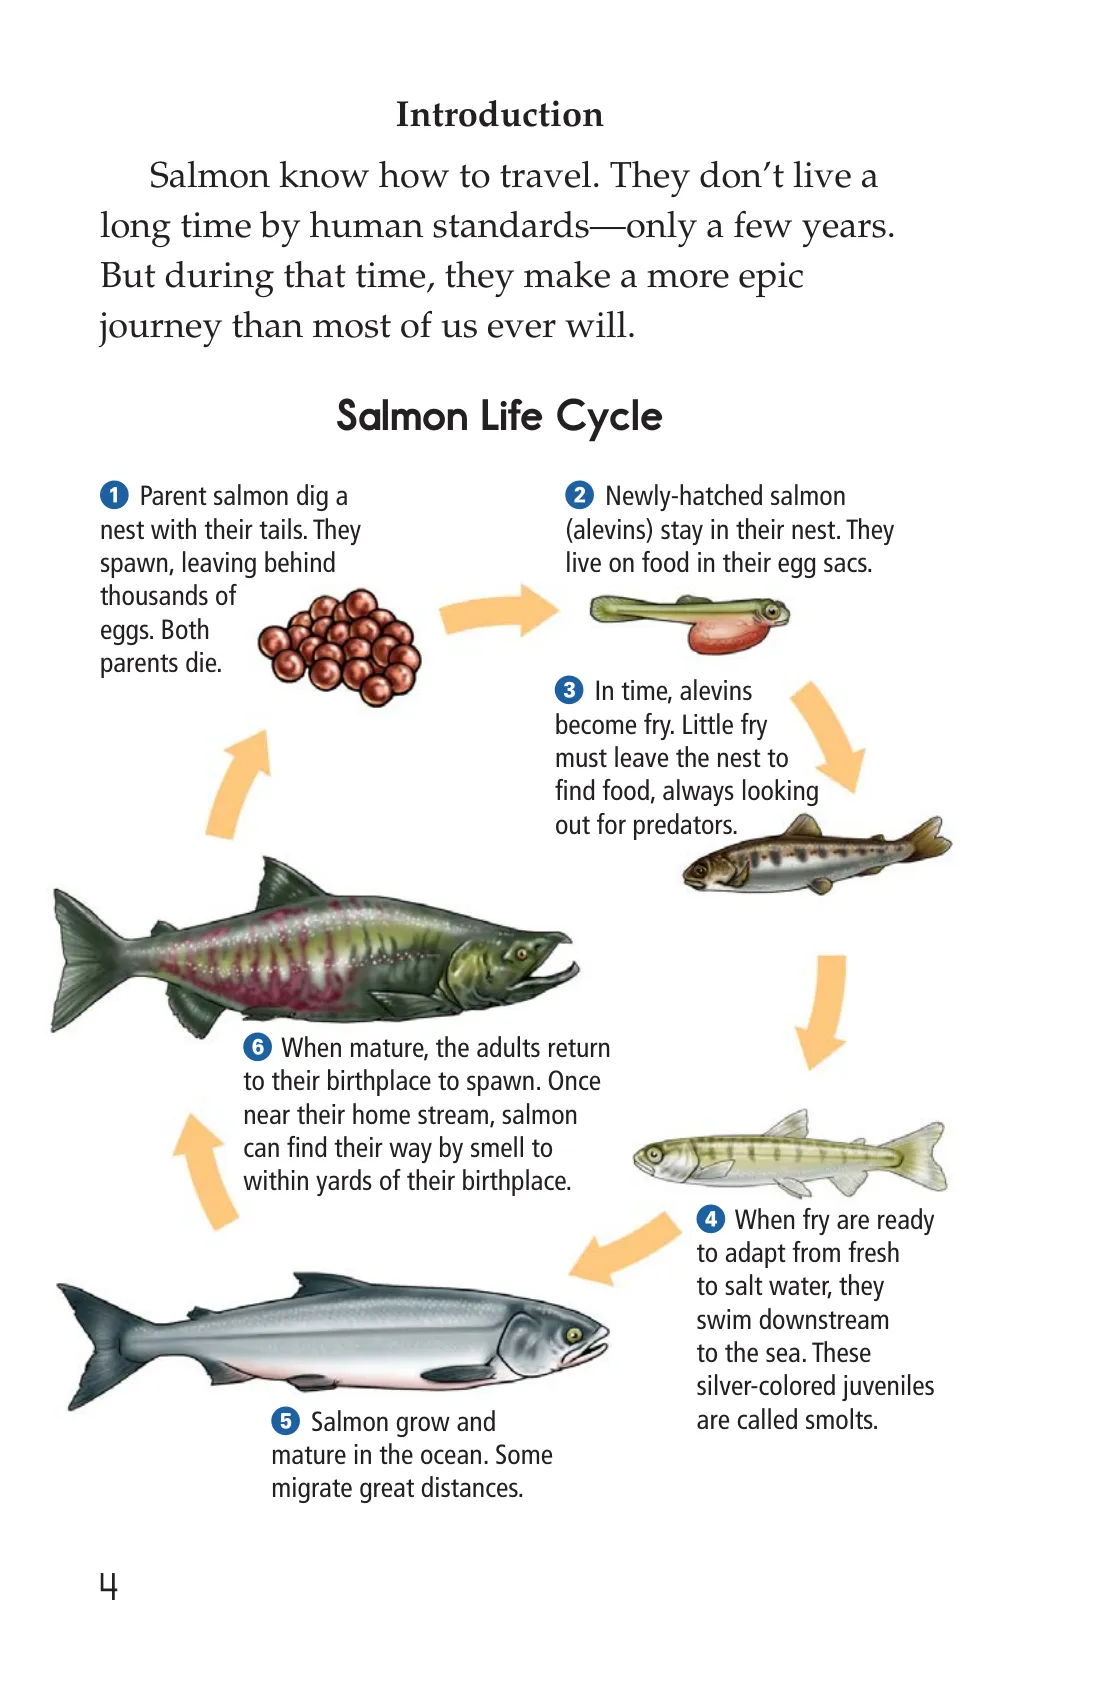 Introduction
Salmon know how to travel. They don’t live a
long time by human standards—only a few years.
But during that time, they make a more epic
journey than most of us ever will.
Salmon Life Cycle
1 Parent salmon dig a
nest with their tails. They
spawn, leaving behind
thousands of
eggs. Both
parents die.
2 Newly-hatched salmon
(alevins) stay in their nest. They
live on food in their egg sacs.
3 In time, alevins
become fry. Little fry
must leave the nest to
find food, always looking
out for predators.
4 When fry are ready
to adapt from fresh
to salt water, they
swim downstream
to the sea. These
silver-colored juveniles
are called smolts.
5 Salmon grow and
mature in the ocean. Some
migrate great distances.
6 When mature, the adults return
to their birthplace to spawn. Once
near their home stream, salmon
can find their way by smell to
within yards of their birthplace.
4